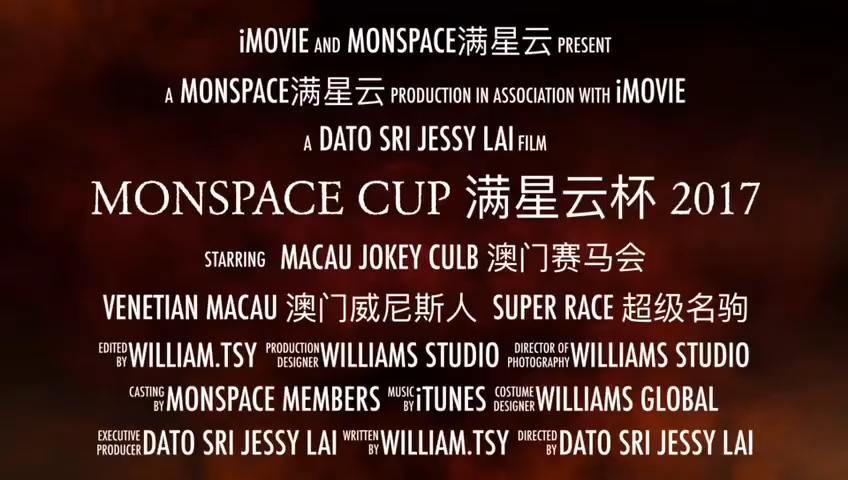 iMOVIE AND MONSPACE满星云 PRESENT
A MONSPACE满星云 PRODUCTION IN ASSOCIATION WITH iMOVIE
A DATO SRI JESSY LAI FILM
MONSPACE CUP 满星云杯 2017
STARRING MACAU JOKEY CULB 澳门赛马会
VENETIAN MACAU 澳门威尼斯人 SUPER RACE 超级名驹
EDITED BY WILLIAM.TSY PRODUCTION DESIGNER WILLIAMS STUDIO DIRECTOR OF PHOTOGRAPHY WILLIAMS STUDIO
CASTING BY MONSPACE MEMBERS MUSIC BY iTUNES COSTUME DESIGNER WILLIAMS GLOBAL
EXECUTIVE PRODUCER DATO SRI JESSY LAI WRITTEN BY WILLIAM.TSY DIRECTED BY DATO SRI JESSY LAI